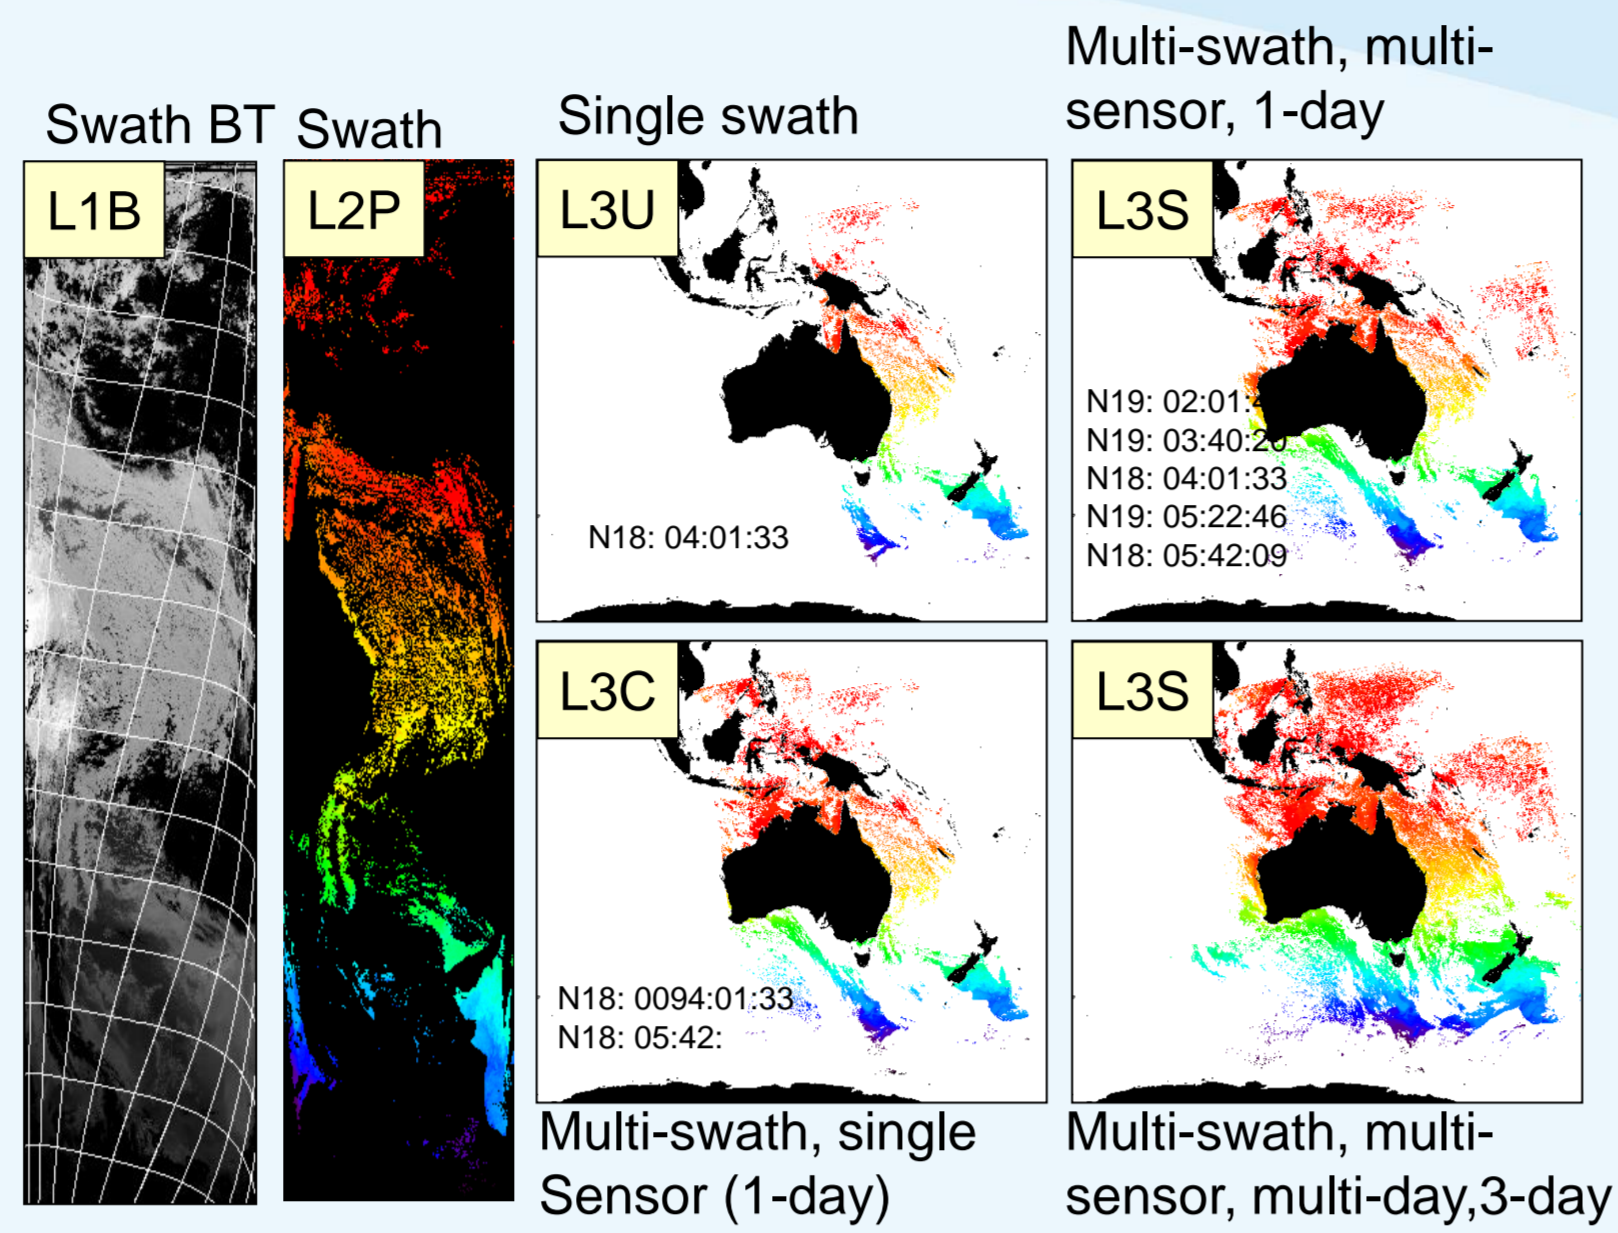 Swath BT
Swath
Single swath
Multi-swath, multi-
sensor, 1-day
L1B
L2P
L3U
N18: 04:01:33
L3S
N19: 02:01:
N19: 03:40:20
N18: 04:01:33
N19: 05:22:46
N18: 05:42:09
L3C
N18: 0094:01:33
N18: 05:42:
Multi-swath, single
Sensor (1-day)
L3S
Multi-swath, multi-
sensor, multi-day,3-day